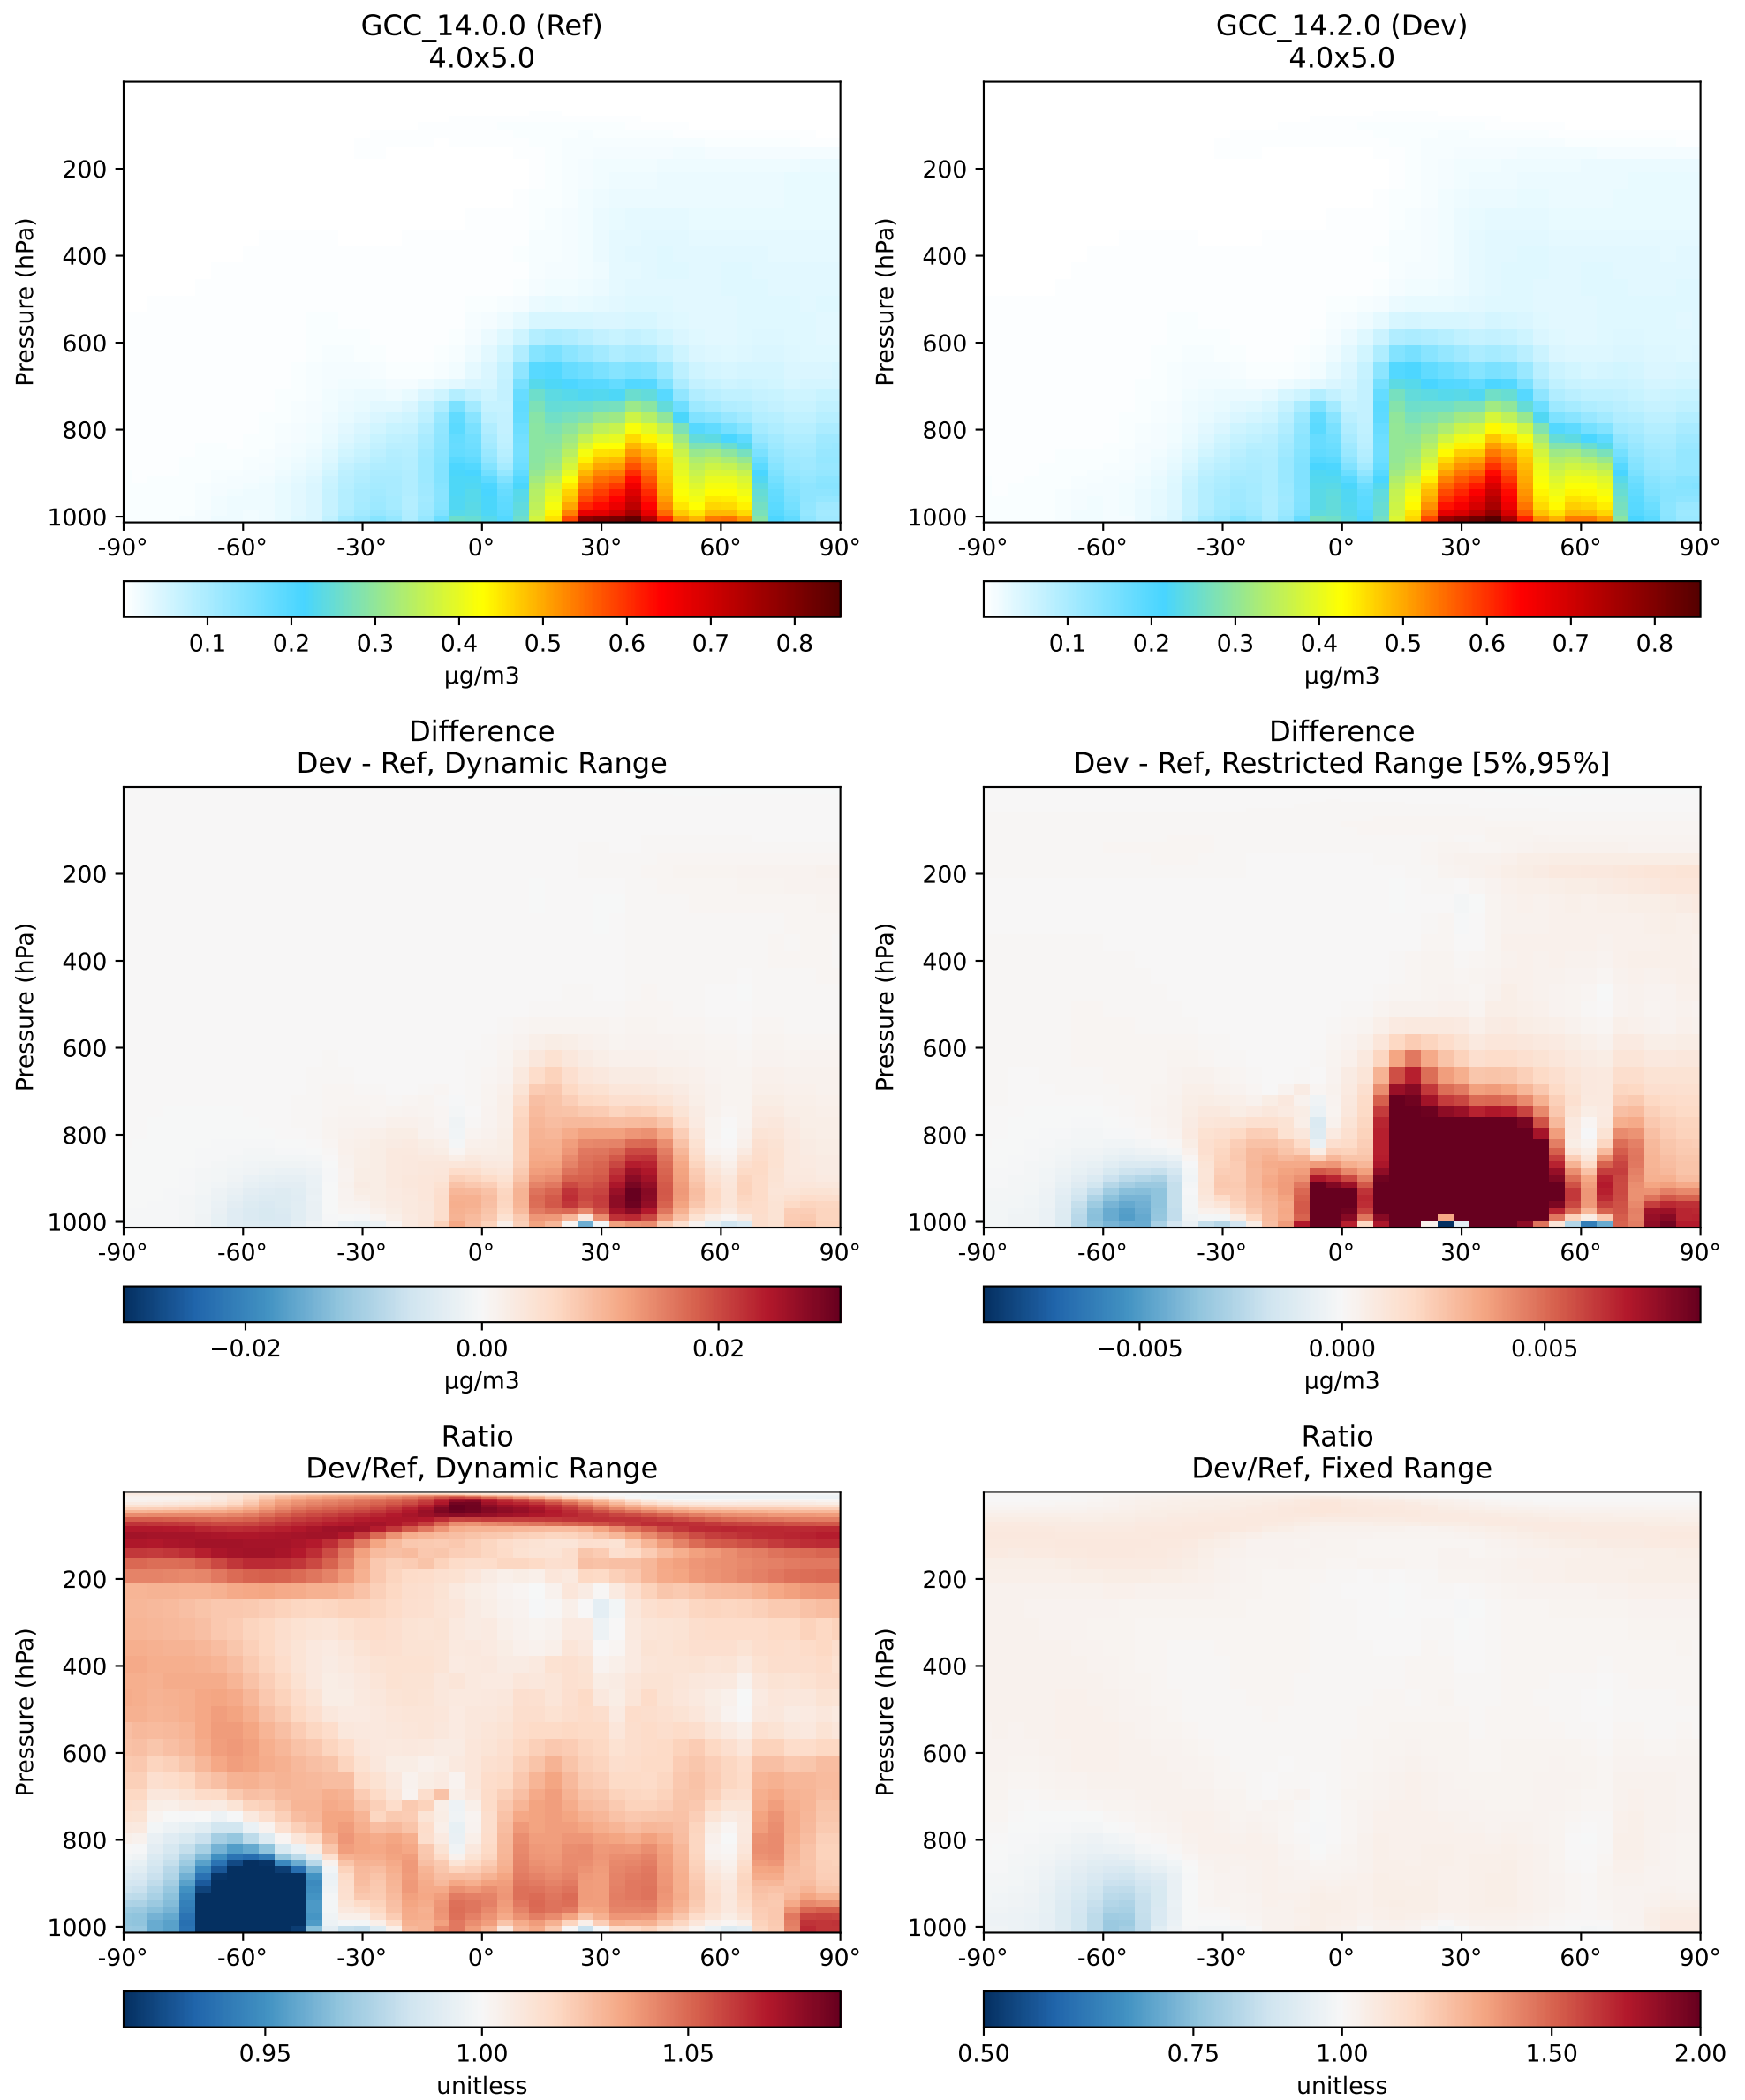 GCC_14.0.0 (Ref)
4.0x5.0
Pressure (hPa)
200
400
600
800
1000
-90° -60° -30° 0° 30° 60° 90°
0.1 0.2 0.3 0.4 0.5 0.6 0.7 0.8
μg/m3
GCC_14.2.0 (Dev)
4.0x5.0
Pressure (hPa)
200
400
600
800
1000
-90° -60° -30° 0° 30° 60° 90°
0.1 0.2 0.3 0.4 0.5 0.6 0.7 0.8
μg/m3
Difference
Dev - Ref, Dynamic Range
Pressure (hPa)
200
400
600
800
1000
-90° -60° -30° 0° 30° 60° 90°
−0.02 0.00 0.02
μg/m3
Difference
Dev - Ref, Restricted Range [5%,95%]
Pressure (hPa)
200
400
600
800
1000
-90° -60° -30° 0° 30° 60° 90°
−0.005 0.000 0.005
μg/m3
Ratio
Dev/Ref, Dynamic Range
Pressure (hPa)
200
400
600
800
1000
-90° -60° -30° 0° 30° 60° 90°
0.95 1.00 1.05
unitless
Ratio
Dev/Ref, Fixed Range
Pressure (hPa)
200
400
600
800
1000
-90° -60° -30° 0° 30° 60° 90°
0.50 0.75 1.00 1.50 2.00
unitless